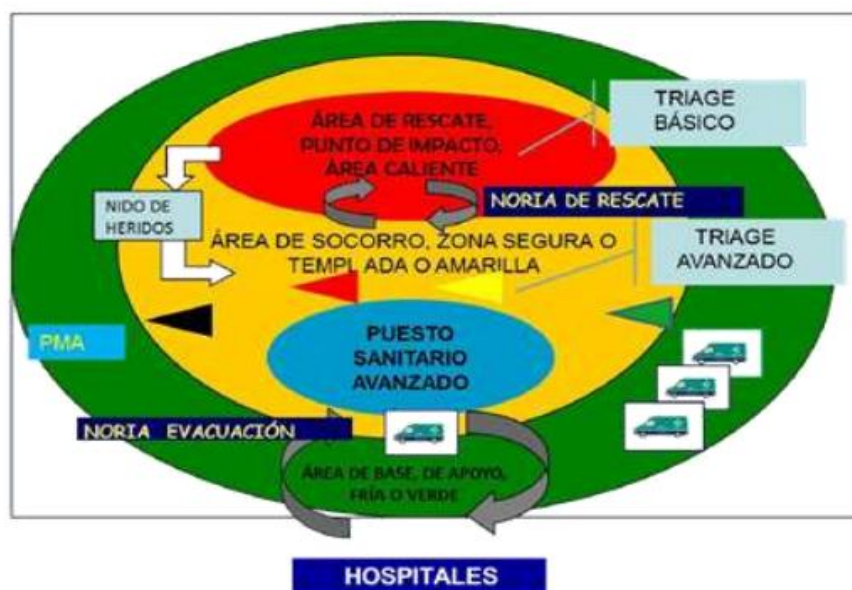 TRIAGE
BÁSICO
ÁREA DE RESCATE,
PUNTO DE IMPACTO,
ÁREA CALIENTE
NIDO DE
HERIDOS
NORIA DE RESCATE
ÁREA DE SOCORRO, ZONA SEGURA O
TEMPLADA O AMARILLA
TRIAGE
AVANZADO
PMA
PUESTO
SANITARIO
AVANZADO
NORIA EVACUACIÓN
ÁREA DE BASE, DE APOYO,
FRÍA O VERDE
HOSPITALES